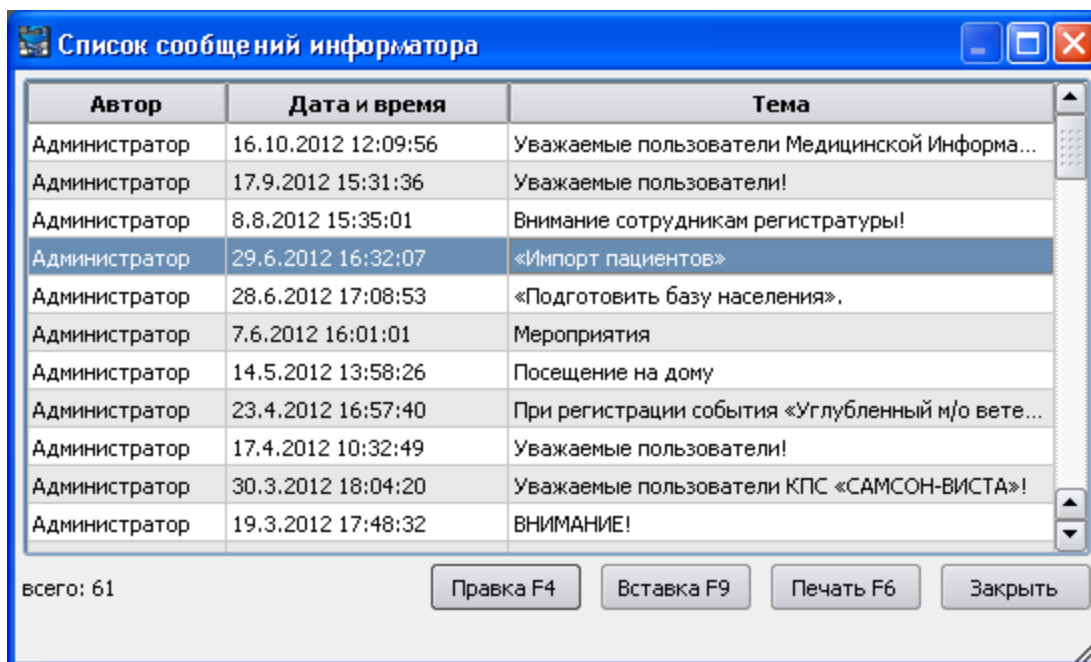 Список сообщений информатора
Автор Дата и время Тема
Администратор 16.10.2012 12:09:56 Уважаемые пользователи Медицинской Информа...
Администратор 17.9.2012 15:31:36 Уважаемые пользователи!
Администратор 8.8.2012 15:35:01 Внимание сотрудникам регистратуры!
Администратор 29.6.2012 16:32:07 «Импорт пациентов»
Администратор 28.6.2012 17:08:53 «Подготовить базу населения».
Администратор 7.6.2012 16:01:01 Мероприятия
Администратор 14.5.2012 13:58:26 Посещение на дому
Администратор 23.4.2012 16:57:40 При регистрации события «Углубленный м/о вете...
Администратор 17.4.2012 10:32:49 Уважаемые пользователи!
Администратор 30.3.2012 18:04:20 Уважаемые пользователи КПС «САМСОН-ВИСТА»!
Администратор 19.3.2012 17:48:32 ВНИМАНИЕ!
всего: 61 Правка F4 Вставка F9 Печать F6 Закрыть